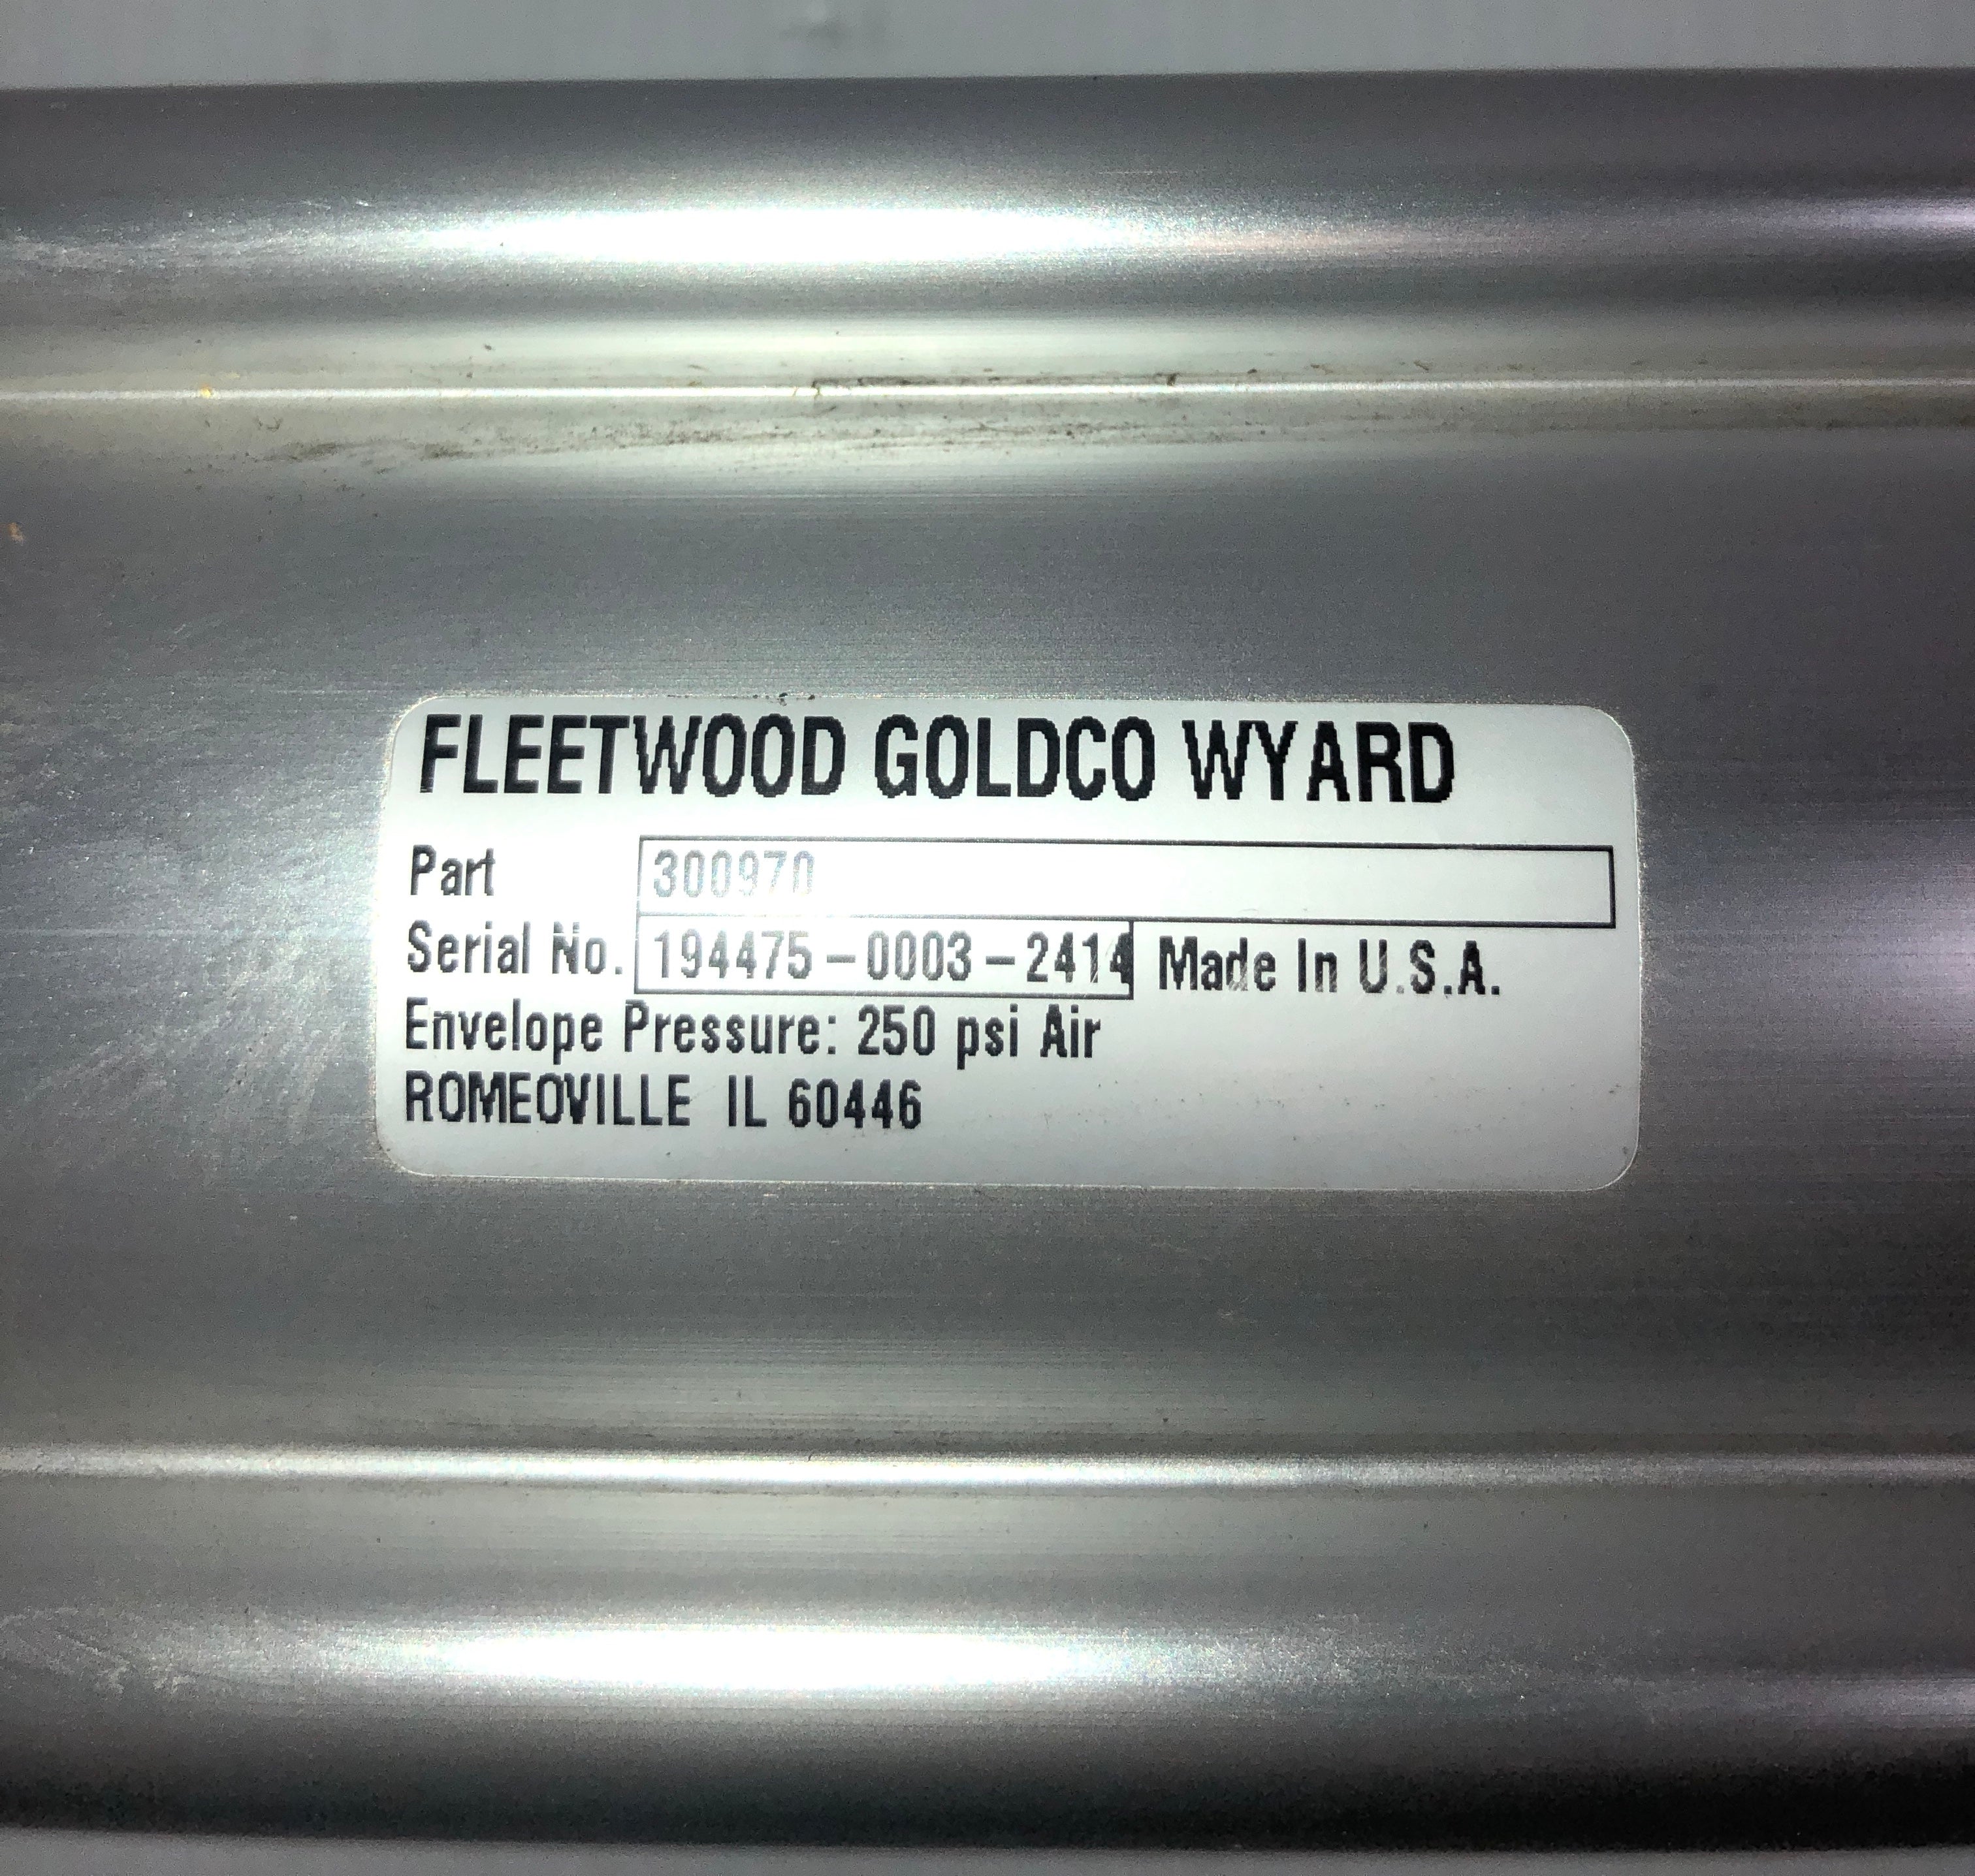 FLEETWOOD GOLDCO WYARD
Part 300970
Serial No. 194475-0003-2414 Made In U.S.A.
Envelope Pressure: 250 psi Air
ROMEOVILLE IL 60446